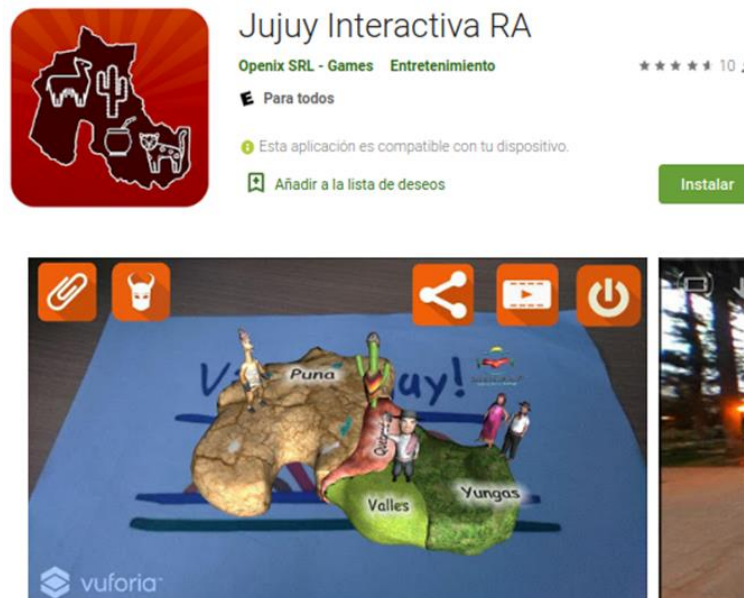 Jujuy Interactiva RA
Openix SRL - Games Entretenimiento
10
E Para todos
Esta aplicación es compatible con tu dispositivo.
Añadir a la lista de deseos
Instalar
Puna
ay!
Valles
Yungas
vuforia